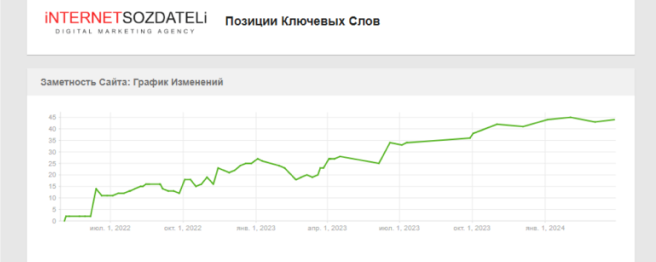 iNTERNETSOZDATELi
DIGITAL MARKETING AGENCY
Позиции Ключевых Слов
Заметность Сайта: График Изменений
45
40
35
30
25
20
15
10
5
0
июл. 1, 2022
окт. 1, 2022
янв. 1, 2023
апр. 1, 2023
июл. 1, 2023
окт. 1, 2023
янв. 1, 2024